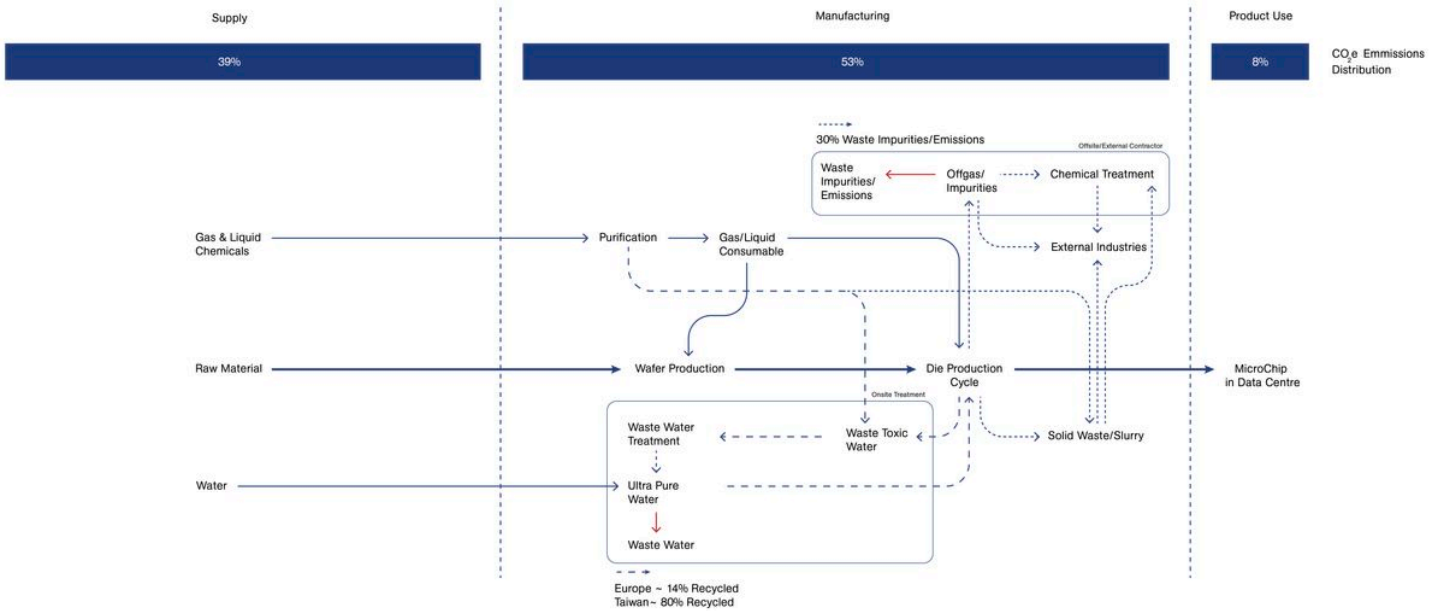 Supply
Manufacturing
Product Use
39%
53%
8%
CO2e Emmissions
Distribution
30% Waste Impurities/Emissions
Offsite/External Contractor
Waste
Impurities/
Emissions
Offgas/
Impurities
Chemical Treatment
Gas & Liquid
Chemicals
Purification
Gas/Liquid
Consumable
External Industries
Raw Material
Wafer Production
Die Production
Cycle
MicroChip
in Data Centre
Onsite Treatment
Waste Water
Treatment
Waste Toxic
Water
Solid Waste/Slurry
Water
Ultra Pure
Water
Waste Water
Europe ~ 14% Recycled
Taiwan~ 80% Recycled